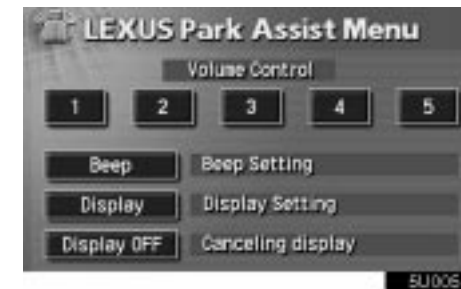 LEXUS Park Assist Menu
Volume Control
1 2 3 4 5
Beep Beep Setting
Display Display Setting
Display OFF Canceling display
5U005